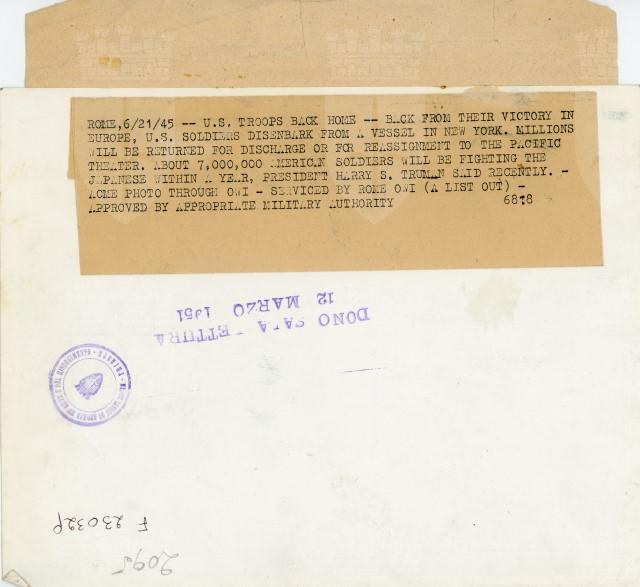 ROME,6/21/45 -- U.S. TROOPS BACK HOME -- BACK FROM THEIR VICTORY IN
EUROPE, U.S. SOLDIERS DISENBARK FROM A VESSEL IN NEW YORK. MILLIONS
WILL BE RETURNED FOR DISCHARGE OR FOR REASSIGNMENT TO THE PACIFIC
THEATER. ABOUT 7,000,000 AMERICAN SOLDIERS WILL BE FIGHTING THE
JAPANESE WITHIN A YEAR, PRESIDENT HARRY S. TRUMAN SAID RECENTLY. -
ACME PHOTO THROUGH OWI - SERVICED BY ROME OWI (A LIST OUT) -
APPROVED BY APPROPRIATE MILITARY AUTHORITY 6878
DONO SALA LETTURA
12 MARZO 1951
TRIESTE
F 23032
2095